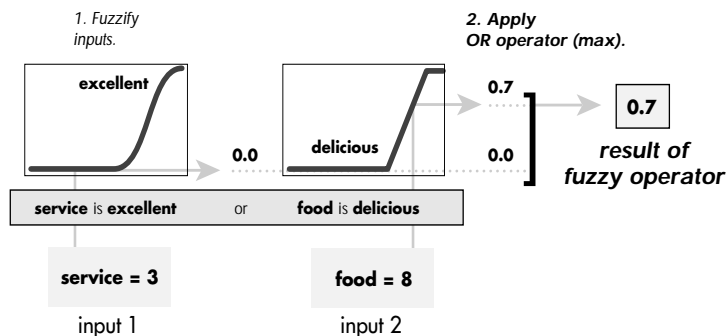 1. Fuzzify
inputs.
2. Apply
OR operator (max).
excellent
0.0
delicious
0.7
0.0
0.7
result of
fuzzy operator
service is excellent or food is delicious
service = 3
food = 8
input 1
input 2